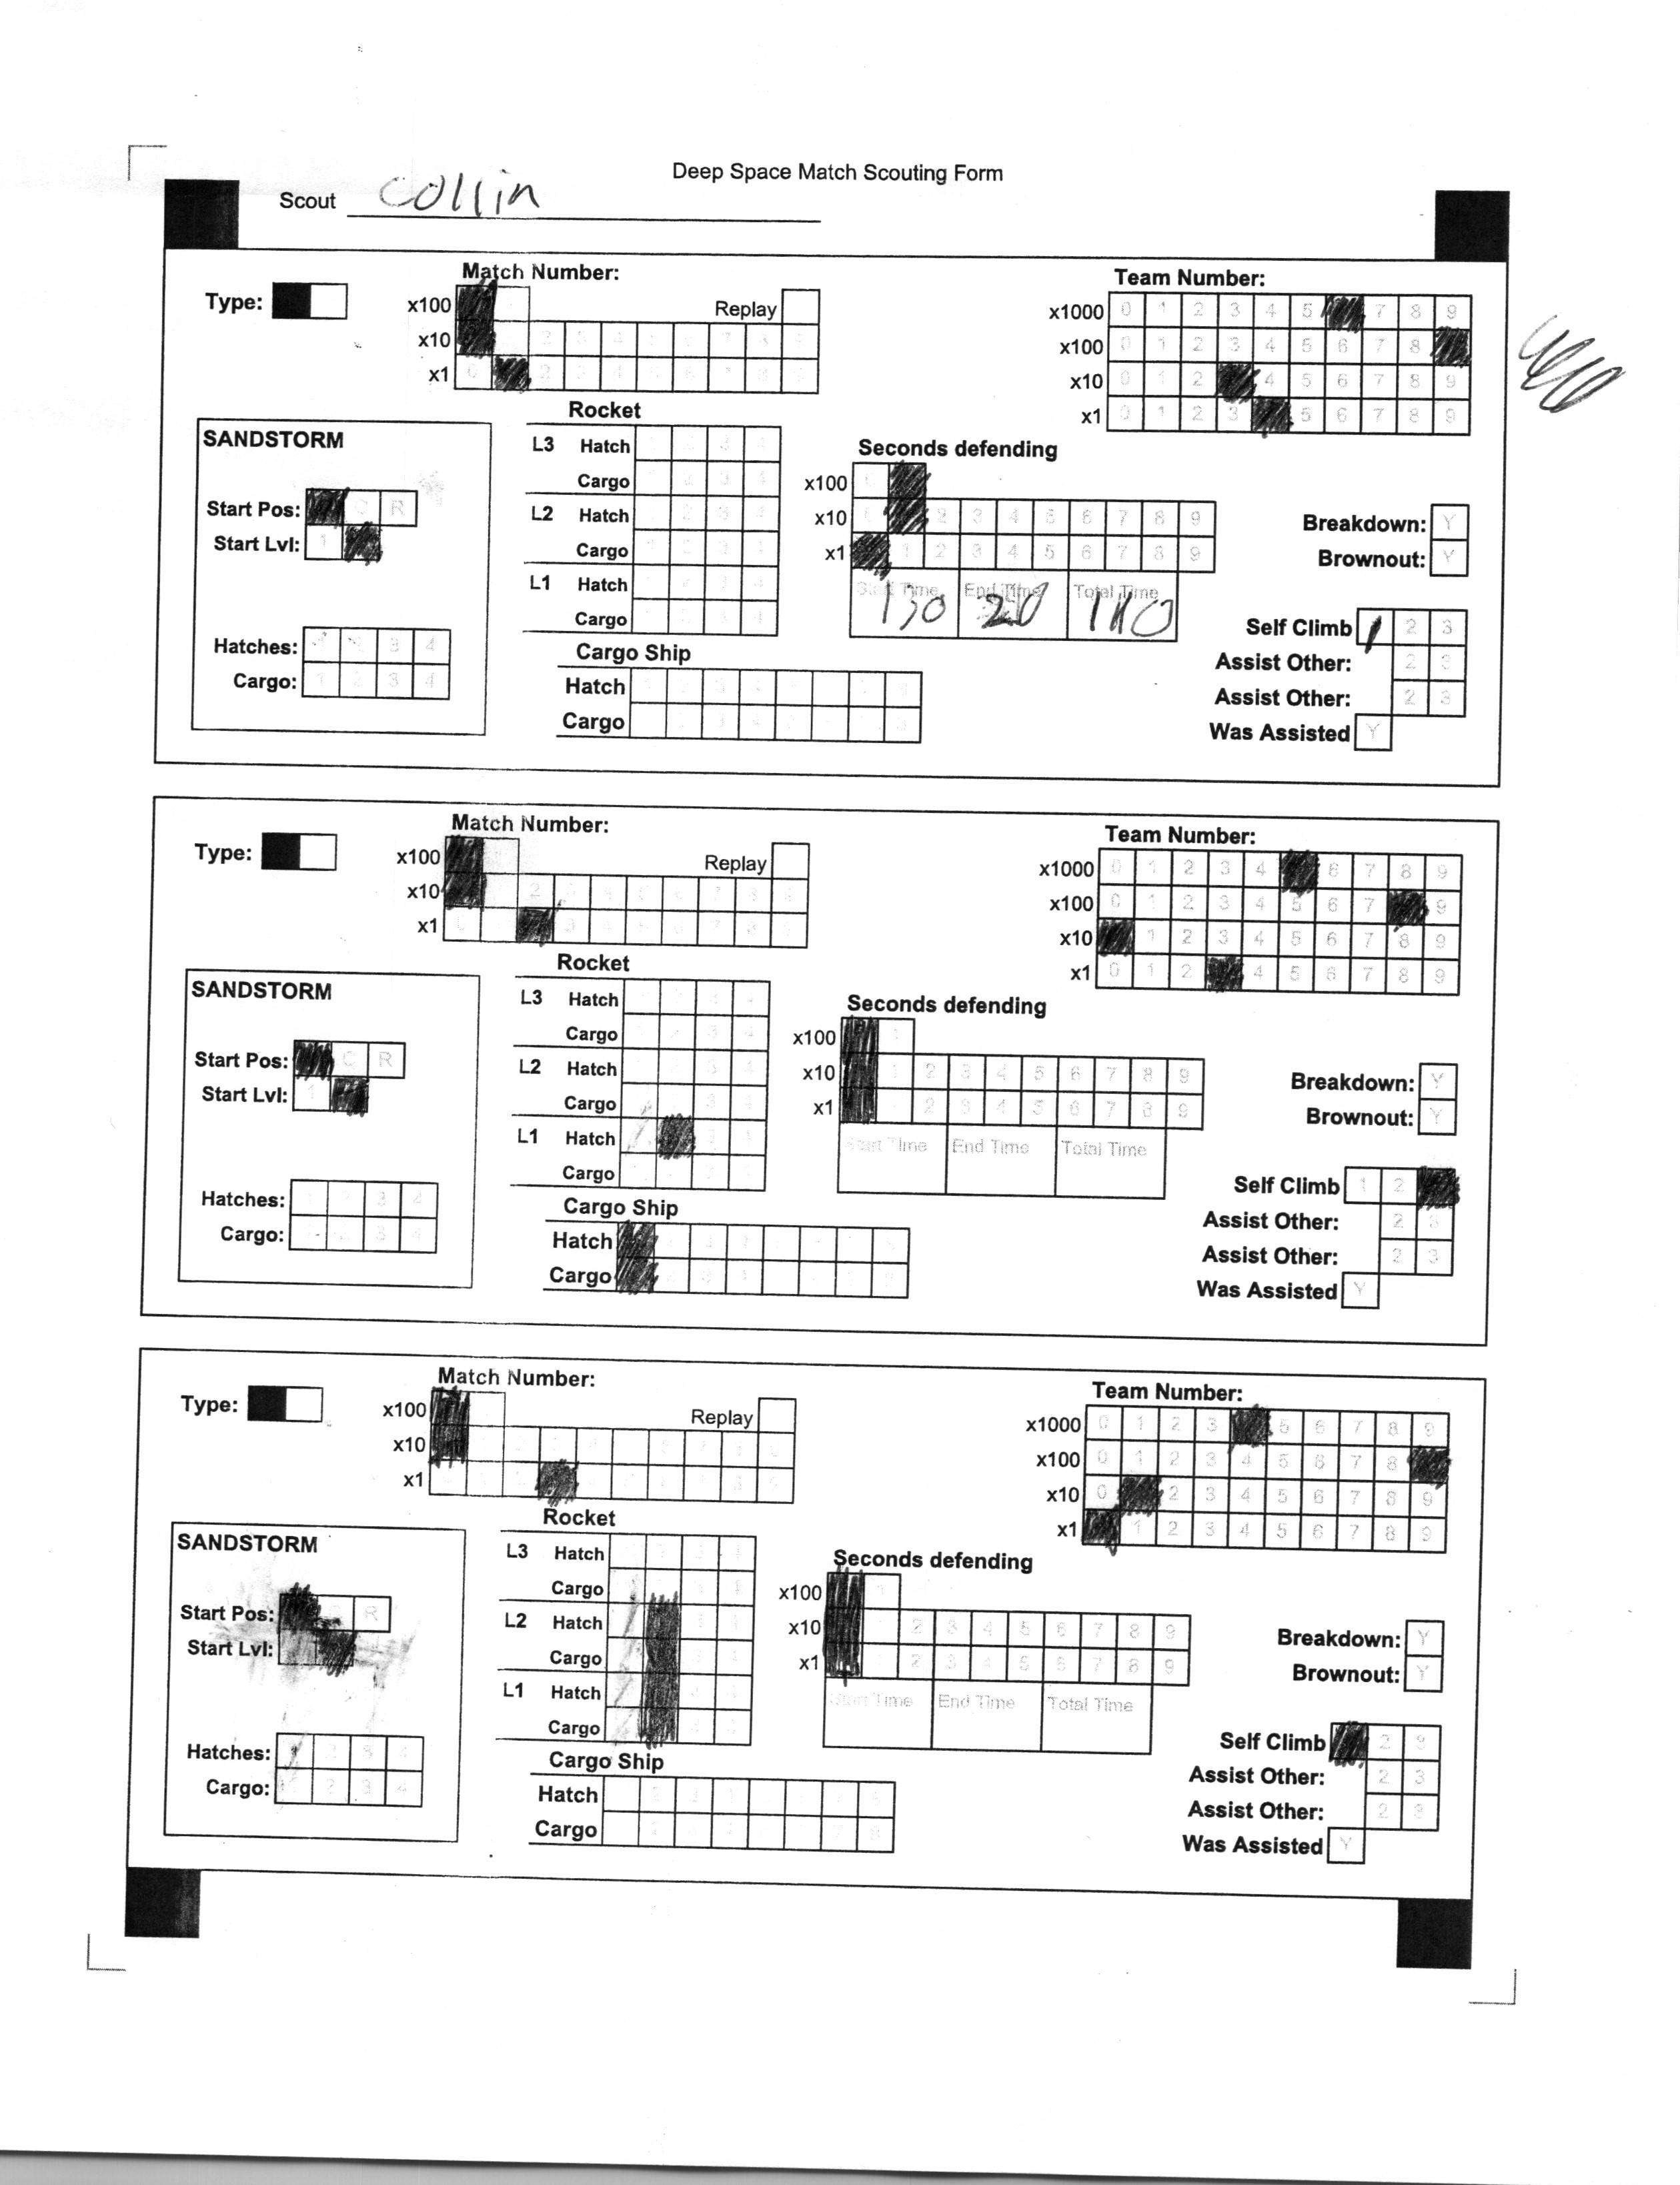 Deep Space Match Scouting Form
Scout Collin
Match Number:
Team Number:
Type:
x100
Replay
x1000 0 1 2 3 4 5 7 8 9
x10
x100 0 1 2 3 4 5 6 7 8
x1
x10 0 1 2 4 5 6 7 8 9
x1 0 1 2 3 5 6 7 8 9
Rocket
SANDSTORM
L3 Hatch
Cargo
L2 Hatch
Cargo
L1 Hatch
Cargo
Start Pos: R
Start Lvl: 1
Hatches: 3 4
Cargo: 1 2 3 4
Cargo Ship
Hatch
Cargo
Seconds defending
x100
x10 2 3 4 5 6 7 8 9
x1 1 2 3 4 5 6 7 8 9
Start Time End Time Total Time
130 20 110
Breakdown: Y
Brownout: Y
Self Climb 2 3
Assist Other: 2 3
Assist Other: 2 3
Was Assisted Y
Match Number:
Team Number:
Type:
x100
Replay
x1000 0 1 2 3 4 6 7 8 9
x10
x100 0 1 2 3 4 5 6 7 9
x1
x10 1 2 3 4 5 6 7 8 9
x1 0 1 2 4 5 6 7 8 9
Rocket
SANDSTORM
L3 Hatch
Cargo
L2 Hatch
Cargo
L1 Hatch
Cargo
Start Pos: C R
Start Lvl: 1
Hatches: 1 2 3 4
Cargo: 1 2 3 4
Cargo Ship
Hatch
Cargo
Seconds defending
x100 1
x10 1 2 3 4 5 6 7 8 9
x1 2 3 4 5 6 7 8 9
Start Time End Time Total Time
Breakdown: Y
Brownout: Y
Self Climb 1 2
Assist Other: 2 3
Assist Other: 2 3
Was Assisted Y
Match Number:
Team Number:
Type:
x100
Replay
x1000 0 1 2 3 5 6 7 8 9
x10
x100 0 1 2 3 4 5 6 7 8
x1
x10 0 2 3 4 5 6 7 8 9
x1 1 2 3 4 5 6 7 8 9
Rocket
SANDSTORM
L3 Hatch
Cargo
L2 Hatch
Cargo
L1 Hatch
Cargo
Start Pos: R
Start Lvl:
Hatches: 1 2 3 4
Cargo: 1 2 3 4
Cargo Ship
Hatch
Cargo
Seconds defending
x100
x10 2 3 4 5 6 7 8 9
x1 2 3 4 5 6 7 8 9
Start Time End Time Total Time
Breakdown: Y
Brownout: Y
Self Climb 2 3
Assist Other: 2 3
Assist Other: 2 3
Was Assisted Y